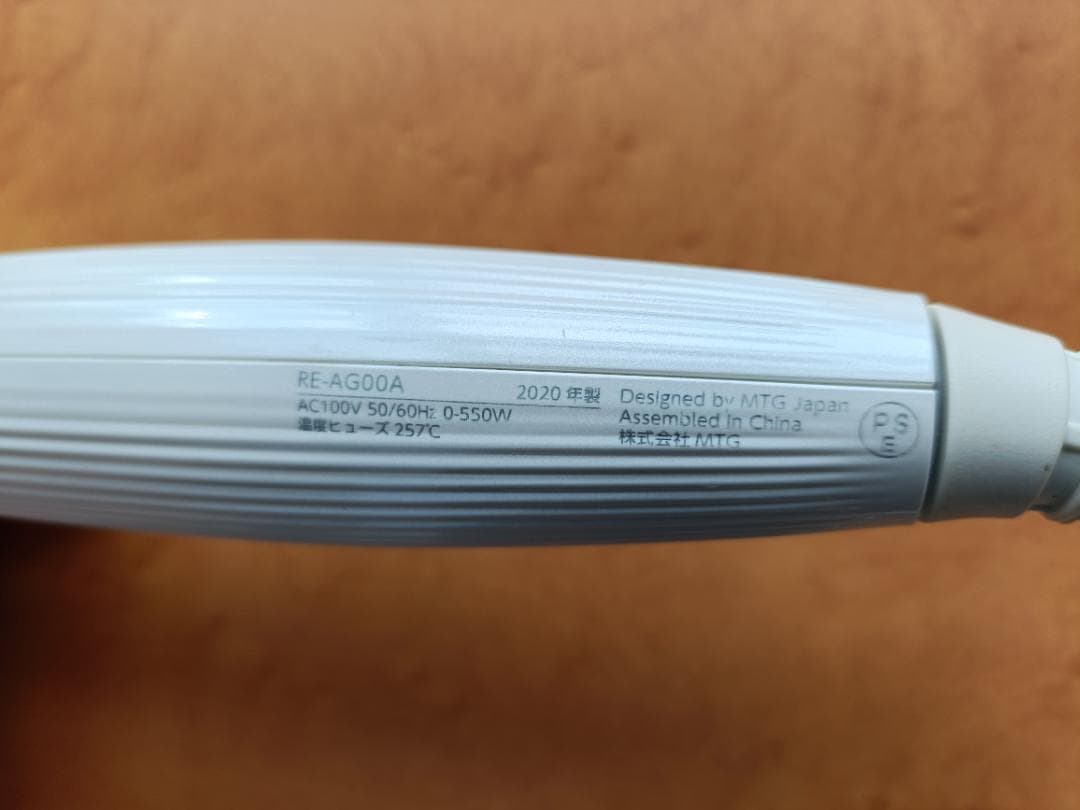 RE-AG00A 2020 年製
AC100V 50/60Hz 0-550W
温度ヒューズ 257℃
Designed by MTG Japan
Assembled in China
株式会社 MTG
PS
E